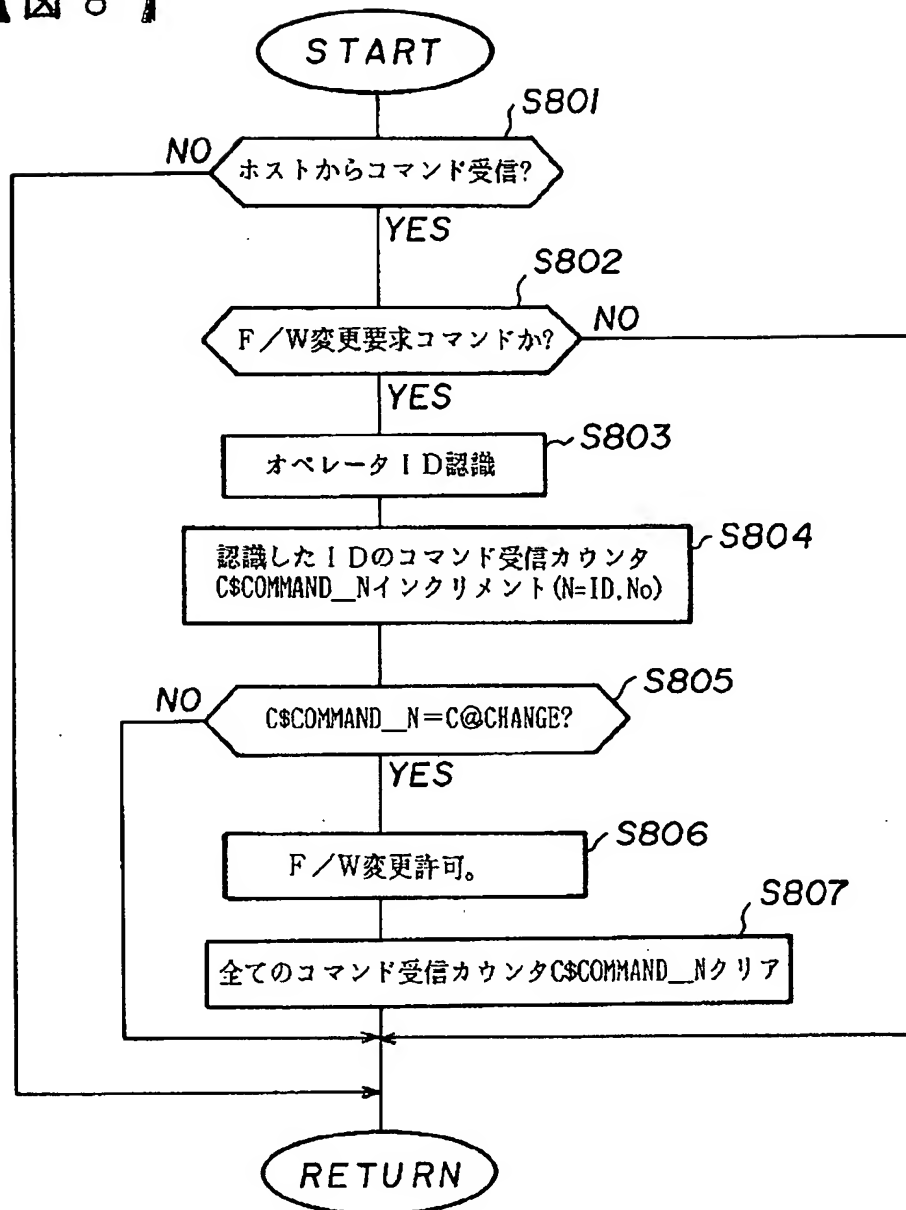 【図8】
START
S801
NO
ホストからコマンド受信?
YES
S802
F/W変更要求コマンドか?
NO
YES
S803
オペレータID認識
S804
認識したIDのコマンド受信カウンタ
C$COMMAND__Nインクリメント(N=ID.No)
S805
NO
C$COMMAND__N=C@CHANGE?
YES
S806
F/W変更許可。
S807
全てのコマンド受信カウンタC$COMMAND__Nクリア
RETURN